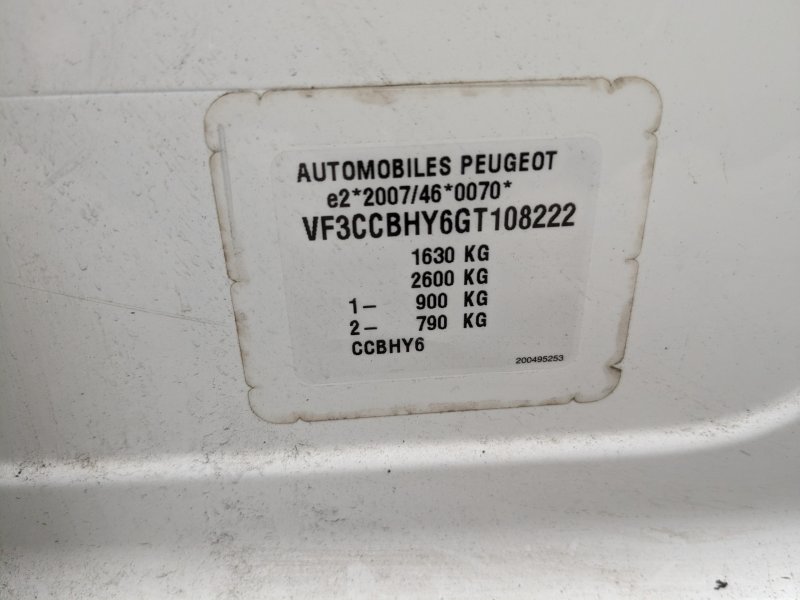 AUTOMOBILES PEUGEOT
e2*2007/46*0070*
VF3CCBHY6GT108222
1630 KG
2600 KG
1– 900 KG
2– 790 KG
CCBHY6
200495253